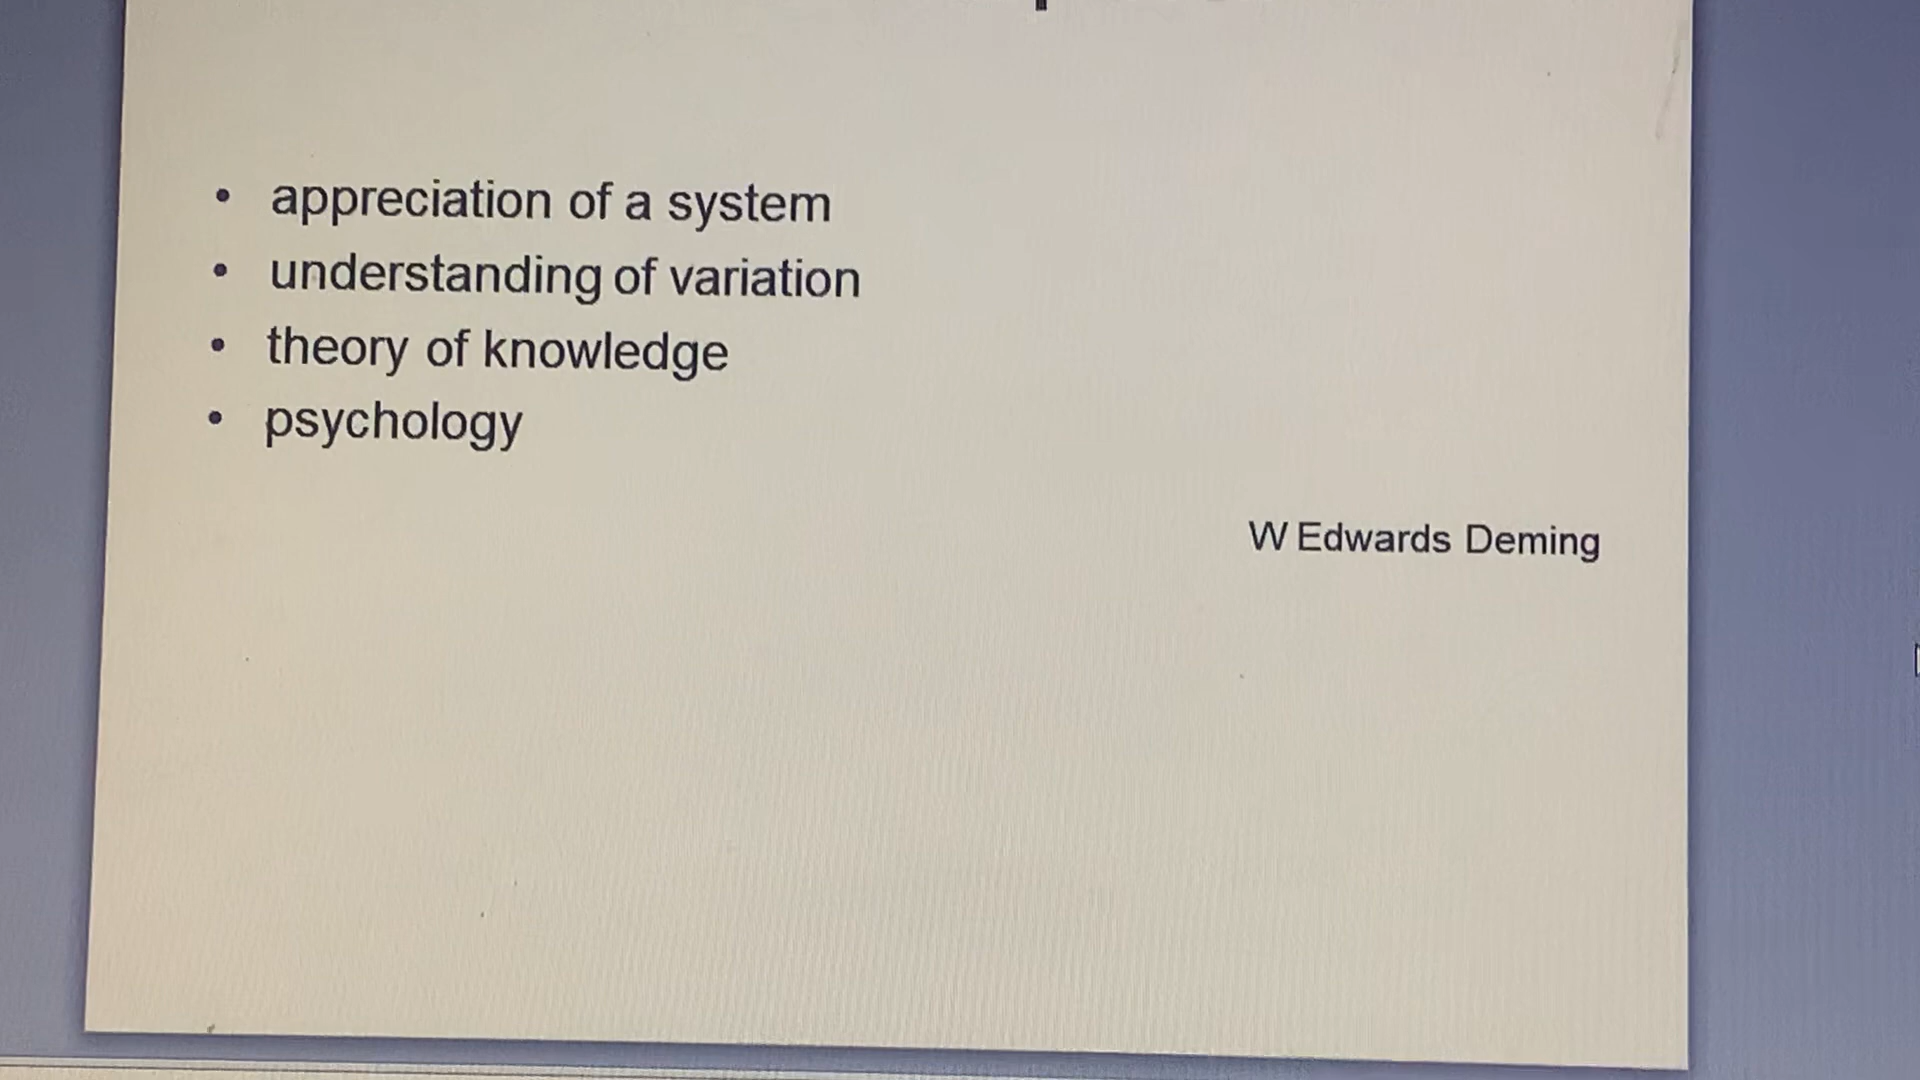 • appreciation of a system
• understanding of variation
• theory of knowledge
• psychology
W Edwards Deming